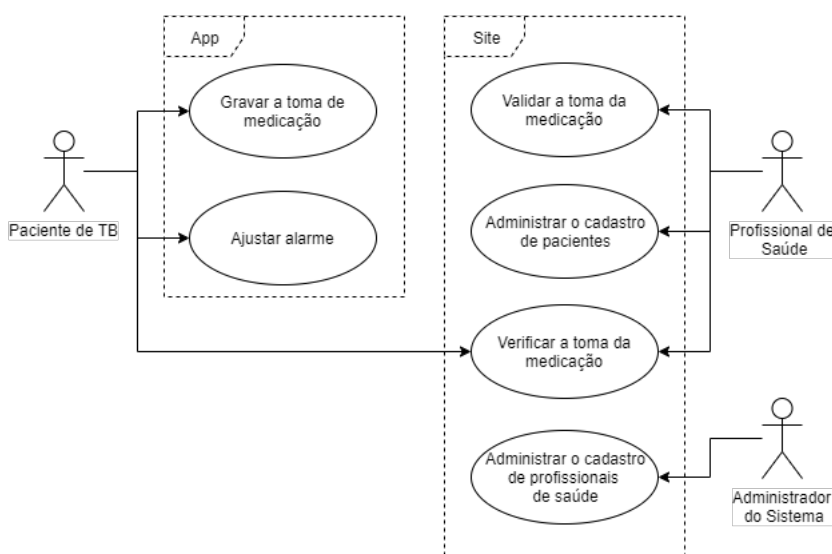 App
Site
Gravar a toma de
medicação
Validar a toma da
medicação
Paciente de TB
Ajustar alarme
Administrar o cadastro
de pacientes
Profissional de
Saúde
Verificar a toma da
medicação
Administrar o cadastro
de profissionais
de saúde
Administrador
do Sistema